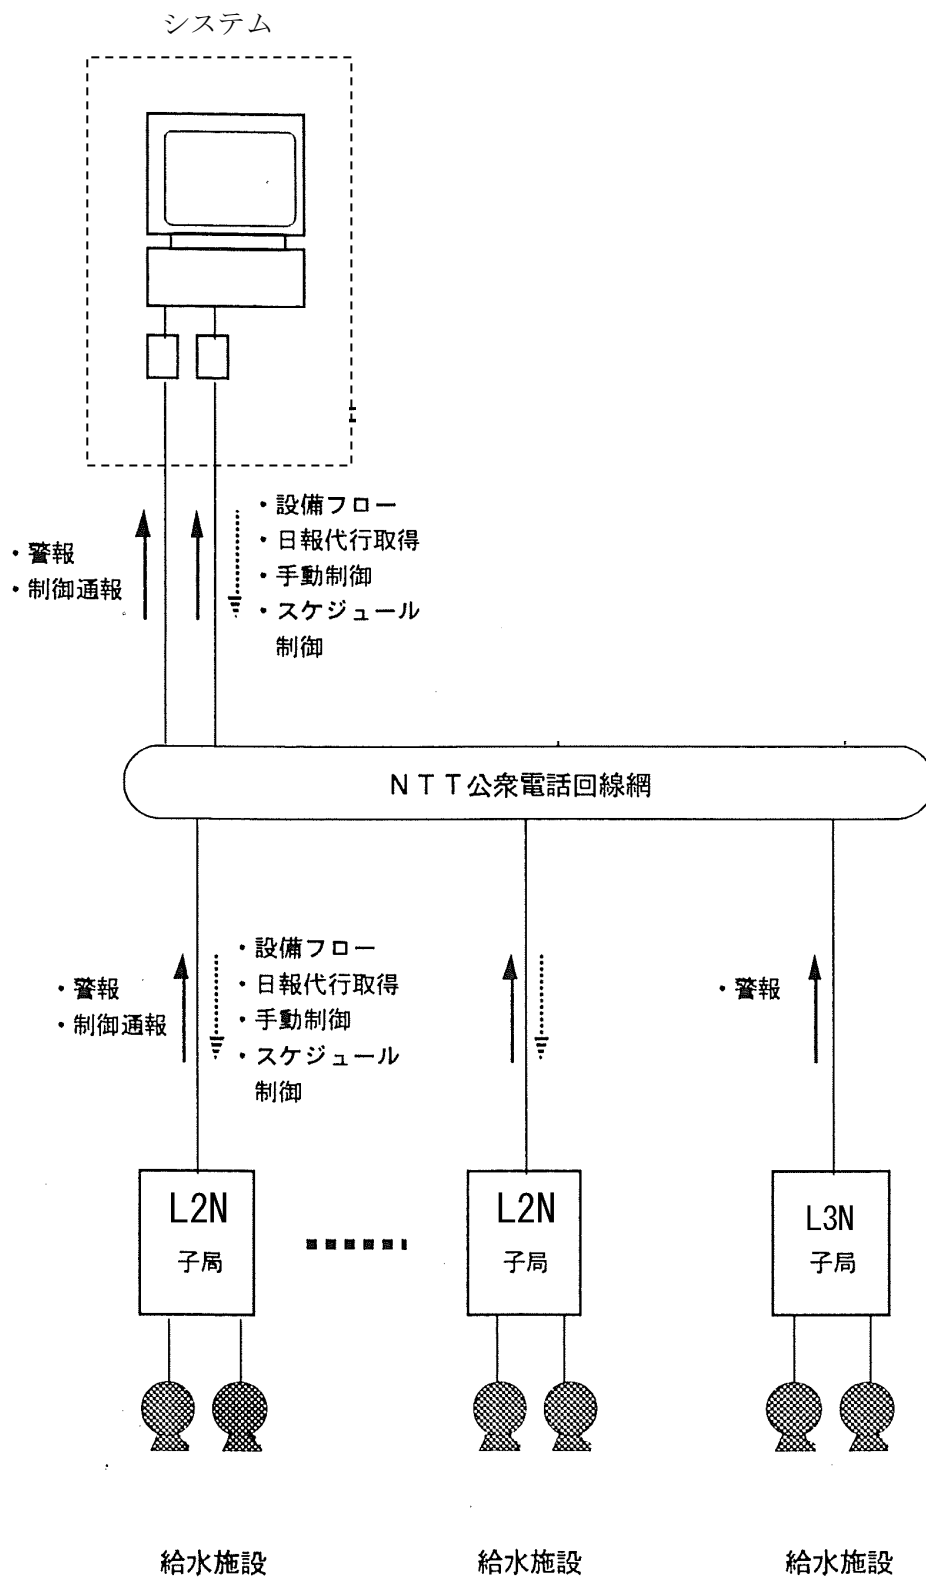 システム
・警報
・制御通報
・設備フロー
・日報代行取得
・手動制御
・スケジュール
制御
ＮＴＴ公衆電話回線網
・警報
・制御通報
・設備フロー
・日報代行取得
・手動制御
・スケジュール
制御
・警報
L2N
子局
L2N
子局
L3N
子局
給水施設
給水施設
給水施設